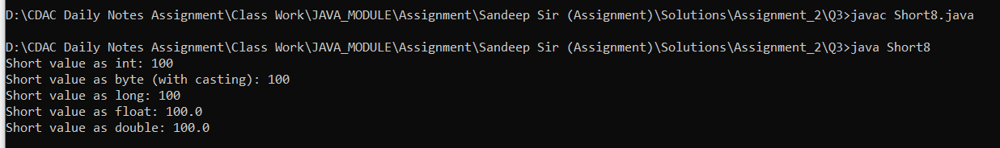 D:\CDAC Daily Notes Assignment\Class Work\JAVA_MODULE\Assignment\Sandeep Sir (Assignment)\Solutions\Assignment_2\Q3>javac Short8.java
D:\CDAC Daily Notes Assignment\Class Work\JAVA_MODULE\Assignment\Sandeep Sir (Assignment)\Solutions\Assignment_2\Q3>java Short8
Short value as int: 100
Short value as byte (with casting): 100
Short value as long: 100
Short value as float: 100.0
Short value as double: 100.0